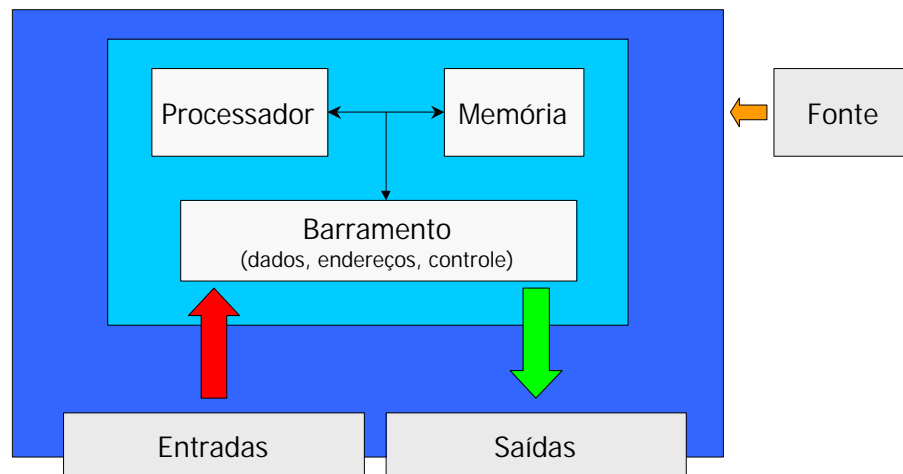 Processador
Memória
Fonte
Barramento
(dados, endereços, controle)
Entradas
Saídas